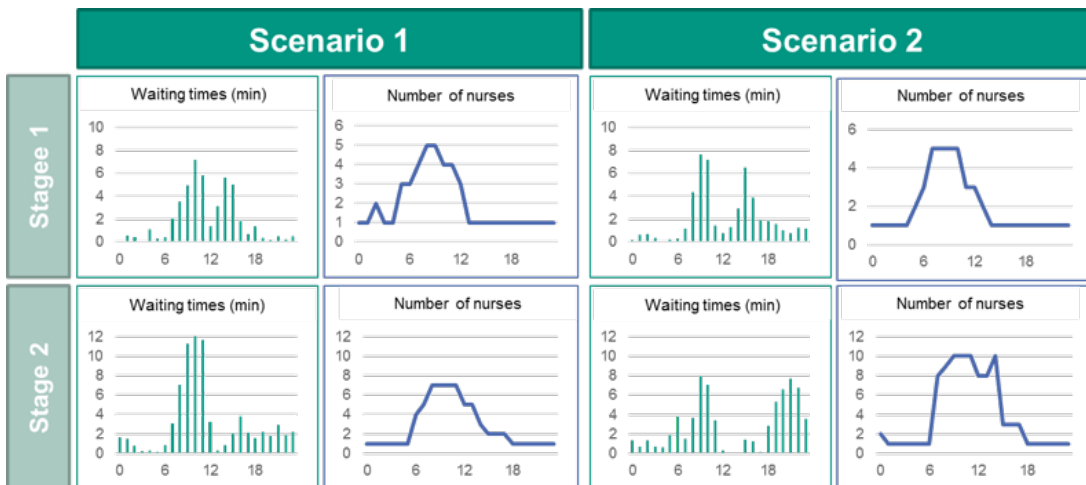 Scenario 1
Scenario 2
Stagee 1
Waiting times (min)
10
8
6
4
2
0
0 6 12 18
Number of nurses
6
5
4
3
2
1
0
0 6 12 18
Waiting times (min)
10
8
6
4
2
0
0 6 12 18
Number of nurses
6
4
2
0
0 6 12 18
Stage 2
Waiting times (min)
12
10
8
6
4
2
0
0 6 12 18
Number of nurses
12
10
8
6
4
2
0
0 6 12 18
Waiting times (min)
12
10
8
6
4
2
0
0 6 12 18
Number of nurses
12
10
8
6
4
2
0
0 6 12 18